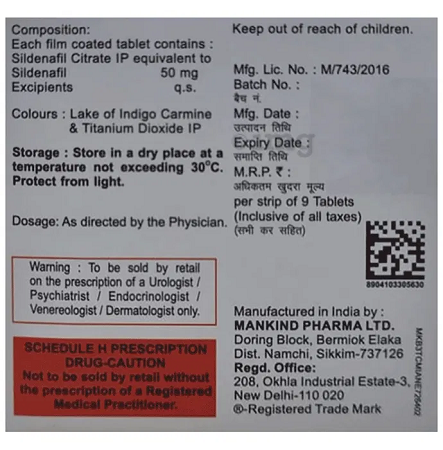 Composition:
Each film coated tablet contains :
Sildenafil Citrate IP equivalent to
Sildenafil 50 mg
Excipients q.s.
Colours : Lake of Indigo Carmine
& Titanium Dioxide IP
Storage : Store in a dry place at a
temperature not exceeding 30°C.
Protect from light.
Dosage: As directed by the Physician.
Warning : To be sold by retail
on the prescription of a Urologist /
Psychiatrist / Endocrinologist /
Venereologist / Dermatologist only.
SCHEDULE H PRESCRIPTION
DRUG-CAUTION
Not to be sold by retail without
the prescription of a Registered
Medical Practitioner.
Keep out of reach of children.
Mfg. Lic. No. : M/743/2016
Batch No. :
बैच नं.
Mfg. Date :
उत्पादन तिथि
Expiry Date :
समाप्ति तिथि
M.R.P. ₹ :
अधिकतम खुदरा मूल्य
per strip of 9 Tablets
(Inclusive of all taxes)
(सभी कर सहित)
8904103305630
Manufactured in India by :
MANKIND PHARMA LTD.
Doring Block, Bermiok Elaka
Dist. Namchi, Sikkim-737126
Regd. Office:
208, Okhla Industrial Estate-3,
New Delhi-110 020
®-Registered Trade Mark